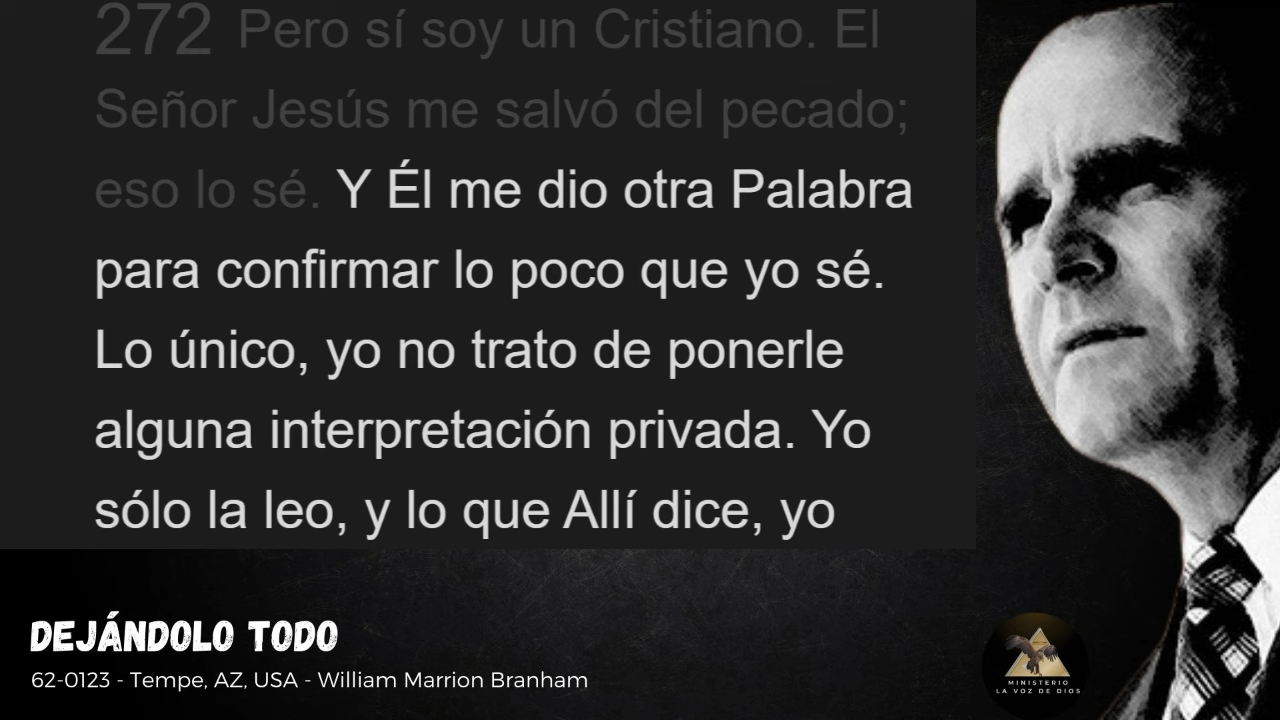 272 Pero sí soy un Cristiano. El
Señor Jesús me salvó del pecado;
eso lo sé. Y Él me dio otra Palabra
para confirmar lo poco que yo sé.
Lo único, yo no trato de ponerle
alguna interpretación privada. Yo
sólo la leo, y lo que Allí dice, yo
DEJÁNDOLO TODO
62-0123 - Tempe, AZ, USA - William Marrion Branham
MINISTERIO
LA VOZ DE DIOS